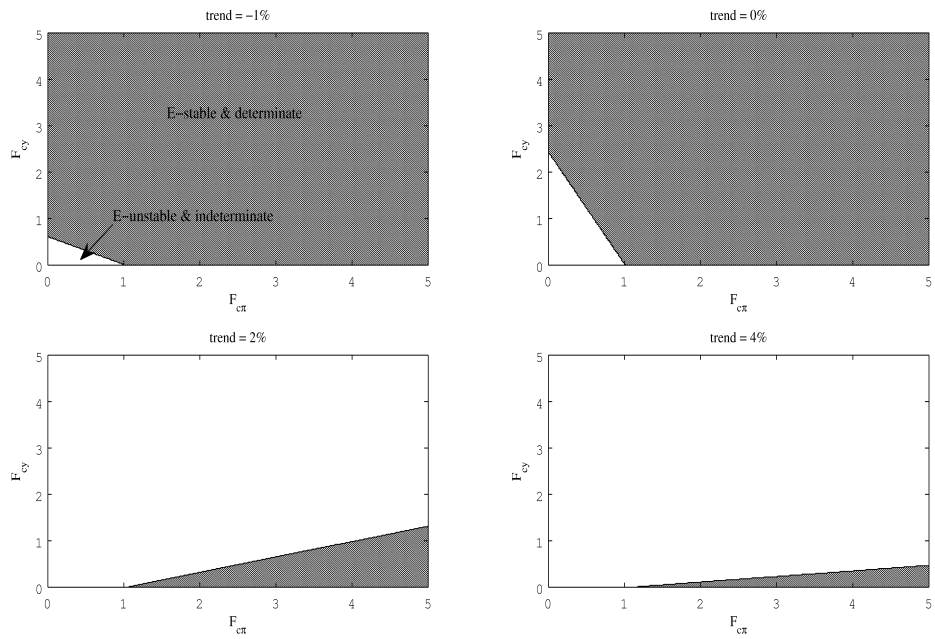 trend = −1%
5
4
3
2
1
0
F_cy
E−stable & determinate
E−unstable & indeterminate
0 1 2 3 4 5
F_cπ
trend = 0%
5
4
3
2
1
0
F_cy
0 1 2 3 4 5
F_cπ
trend = 2%
5
4
3
2
1
0
F_cy
0 1 2 3 4 5
F_cπ
trend = 4%
5
4
3
2
1
0
F_cy
0 1 2 3 4 5
F_cπ